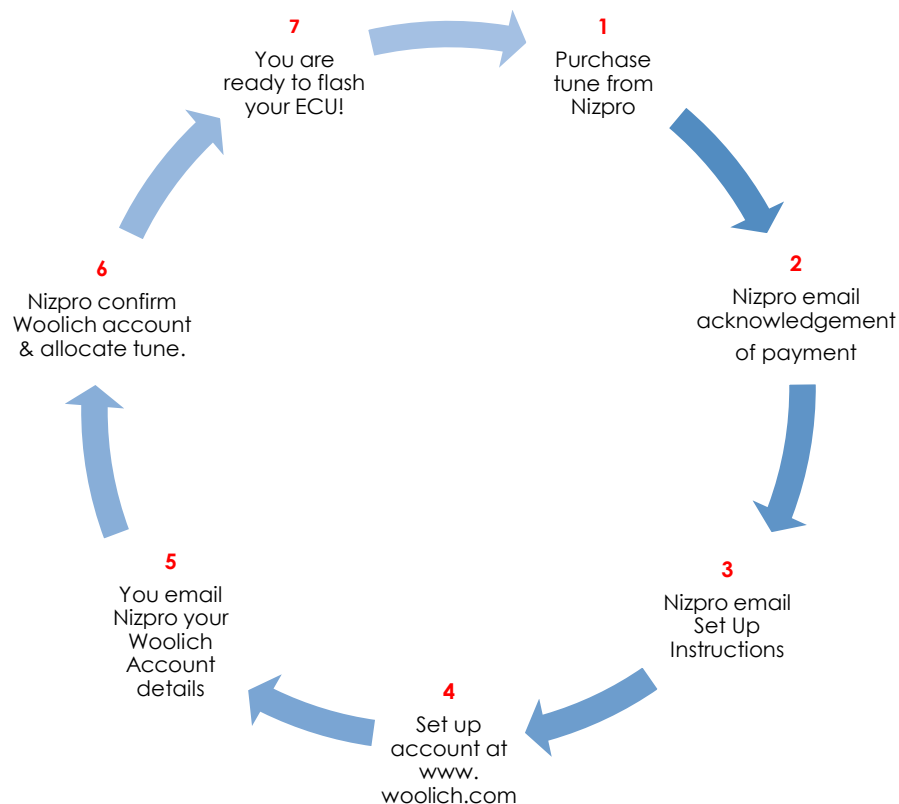 1
Purchase
tune from
Nizpro
2
Nizpro email
acknowledgement
of payment
3
Nizpro email
Set Up
Instructions
4
Set up
account at
www.
woolich.com
5
You email
Nizpro your
Woolich
Account
details
6
Nizpro confirm
Woolich account
& allocate tune.
7
You are
ready to flash
your ECU!